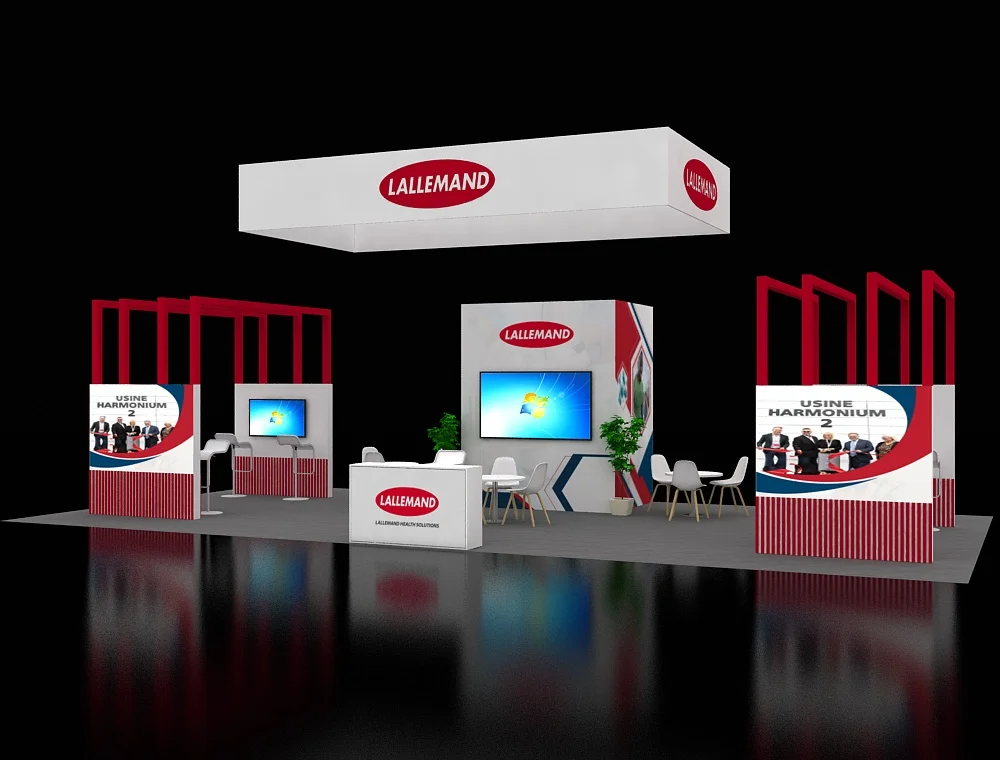 LALLEMAND
LALLEMAND
LALLEMAND
USINE
HARMONIUM
2
USINE
HARMONIUM
2
LALLEMAND
LALLEMAND HEALTH SOLUTIONS